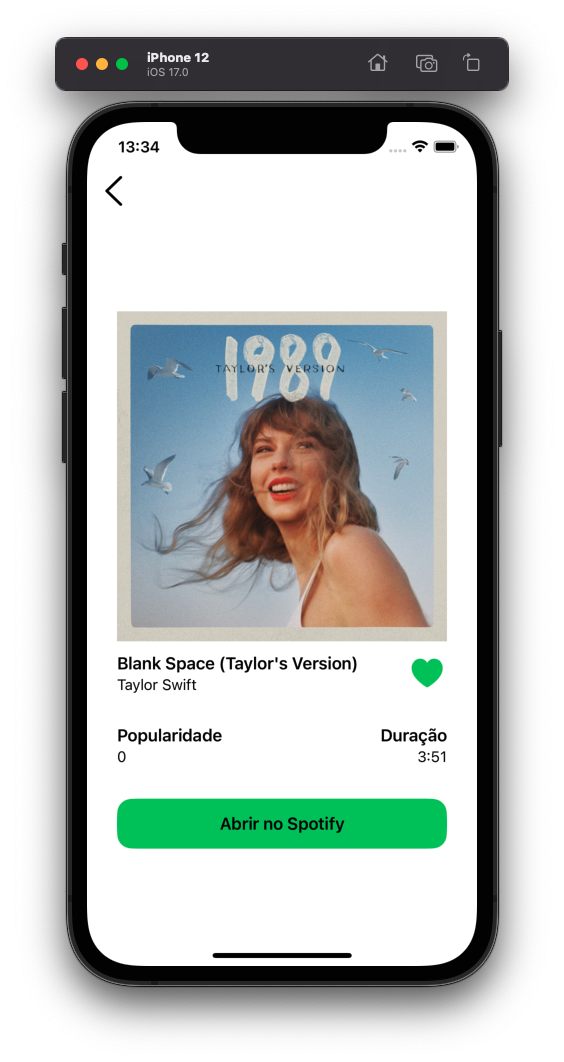 iPhone 12
iOS 17.0
13:34
1989
TAYLOR'S VERSION
Blank Space (Taylor's Version)
Taylor Swift
Popularidade
Duração
0
3:51
Abrir no Spotify